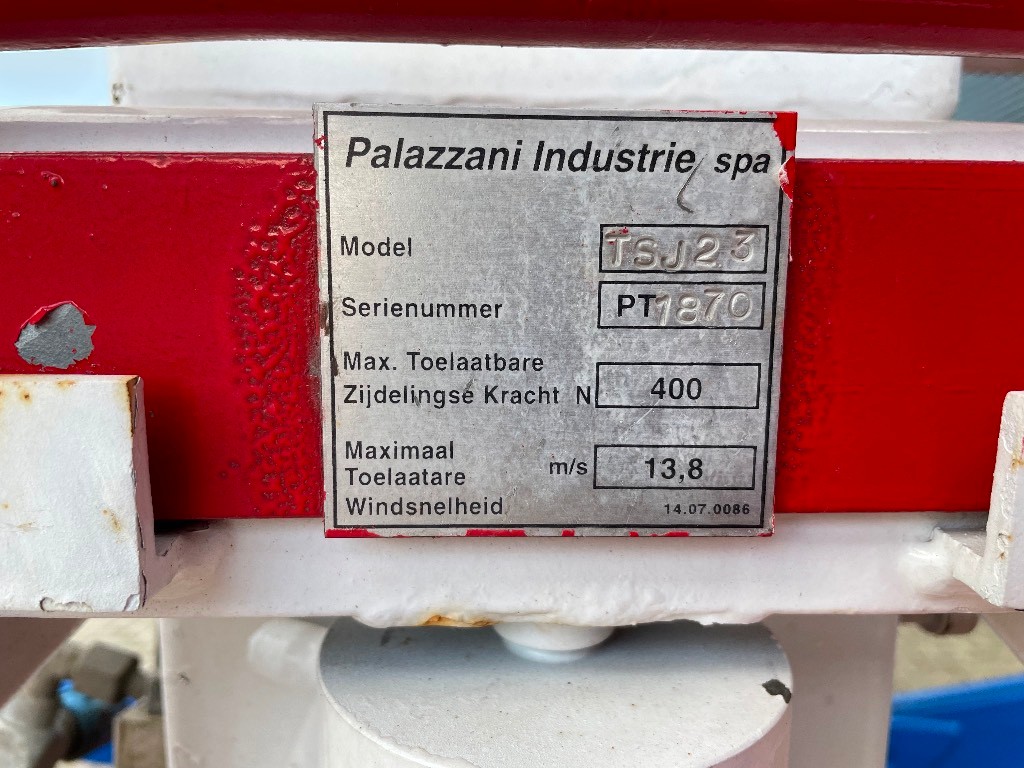 Palazzani Industrie spa
Model TSJ23
Serienummer PT1870
Max. Toelaatbare
Zijdelingse Kracht N 400
Maximaal
Toelaatare m/s 13,8
Windsnelheid 14.07.0086